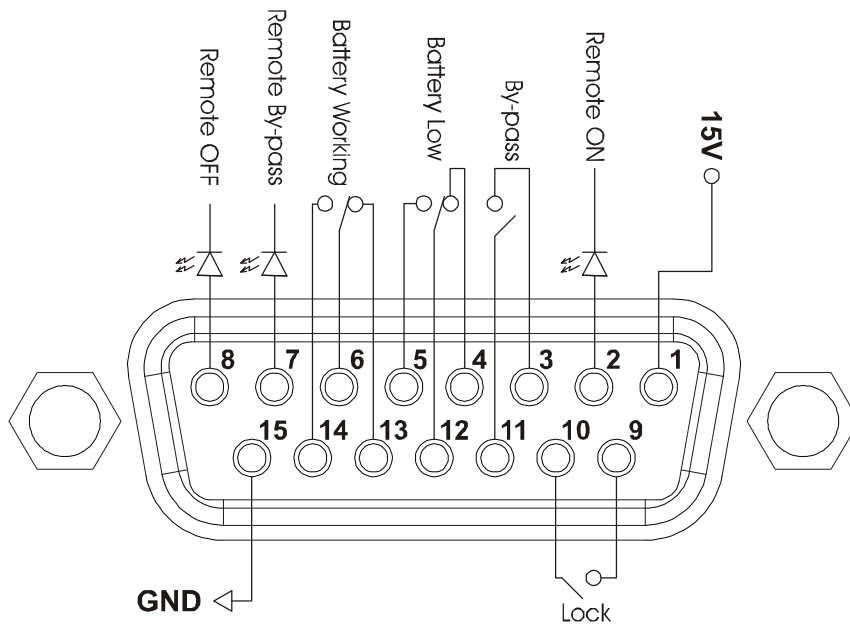 Remote OFF
Remote By-pass
Battery Working
Battery Low
By-pass
Remote ON
15V
8 7 6 5 4 3 2 1
15 14 13 12 11 10 9
GND
Lock